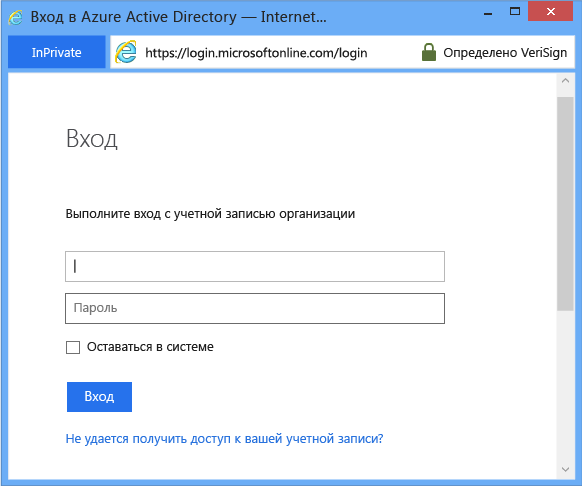 Вход в Azure Active Directory — Internet...
InPrivate
https://login.microsoftonline.com/login
Определено VeriSign
Вход
Выполните вход с учетной записью организации
Пароль
Оставаться в системе
Вход
Не удается получить доступ к вашей учетной записи?